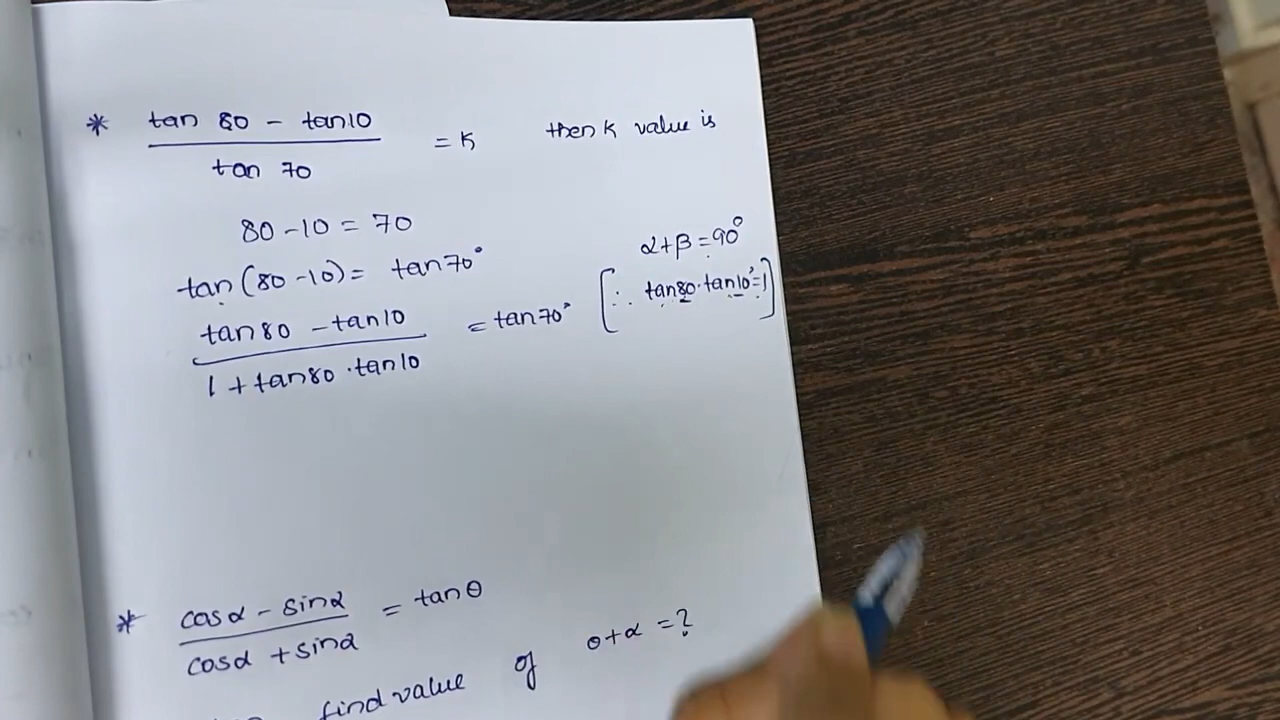 * tan 80 - tan10 / tan 70 = K then K value is
80 - 10 = 70
tan(80 - 10) = tan70° α+β = 90°
tan80 - tan10 / 1 + tan80 · tan10 = tan70° [∴ tan80 · tan10° = 1]
* cosα - sinα / cosα + sinα = tanθ
find value of θ+α = ?